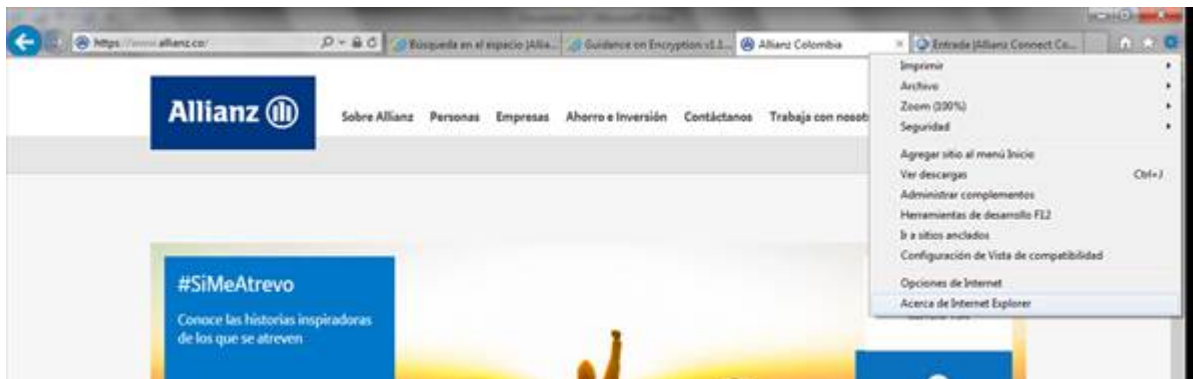 https://www.allianz.co/
Búsqueda en el espacio |Allia...
Guidance on Encryption v1.1...
Allianz Colombia
Entrada |Allianz Connect Co...
Imprimir
Archivo
Zoom (100%)
Seguridad
Agregar sitio al menú Inicio
Ver descargas Ctrl+J
Administrar complementos
Herramientas de desarrollo F12
Ir a sitios anclados
Configuración de Vista de compatibilidad
Opciones de Internet
Acerca de Internet Explorer
Allianz
Sobre Allianz Personas Empresas Ahorro e Inversión Contáctanos Trabaja con
#SiMeAtrevo
Conoce las historias inspiradoras
de los que se atreven